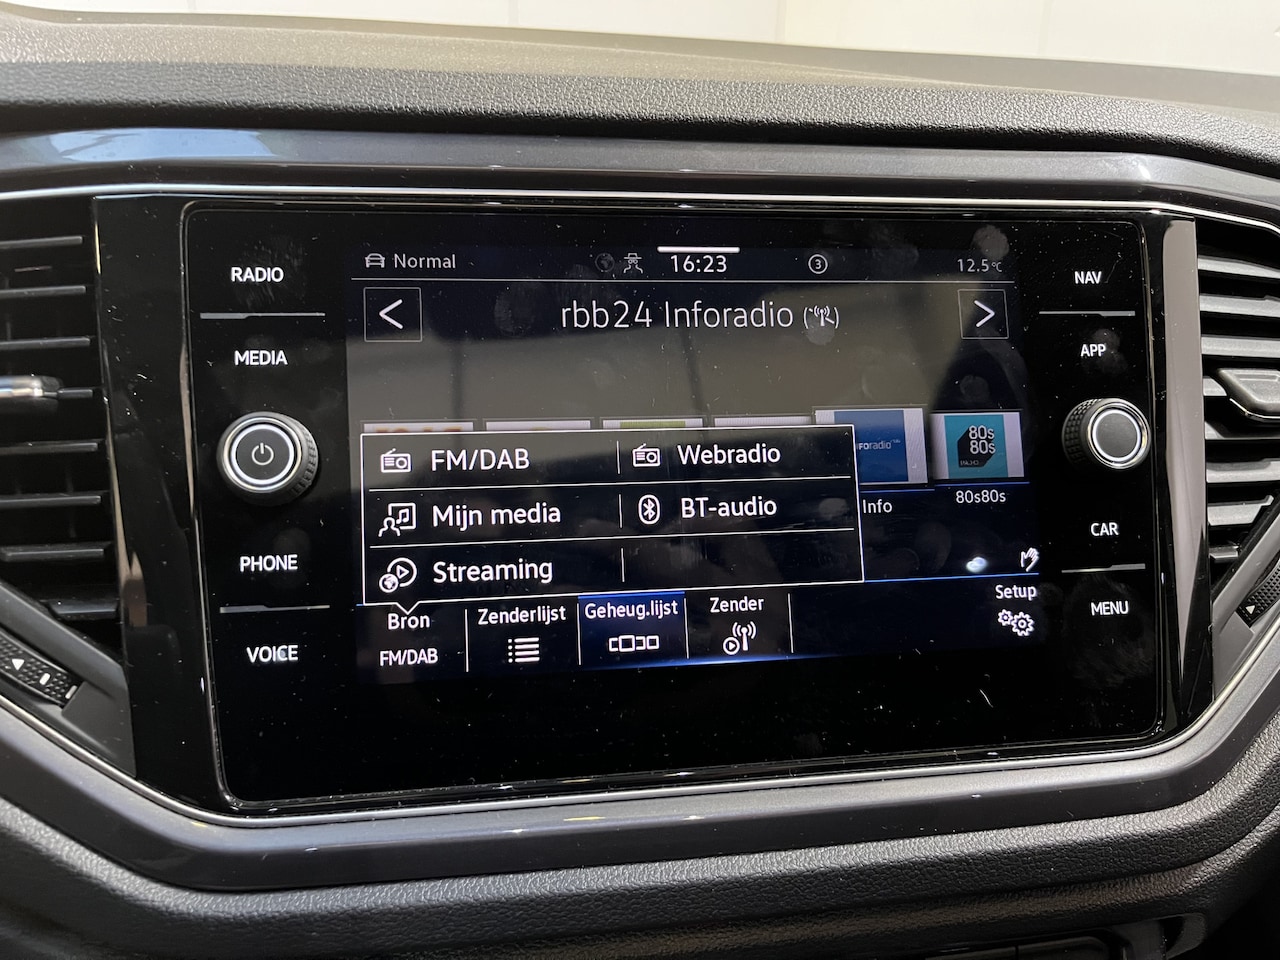 RADIO
MEDIA
PHONE
VOICE
Normal
16:23
3
12.5°C
rbb24 Inforadio
FM/DAB
Webradio
Mijn media
BT-audio
Streaming
80s
80s
Info
80s80s
Bron
FM/DAB
Zenderlijst
Geheug.lijst
Zender
Setup
NAV
APP
CAR
MENU